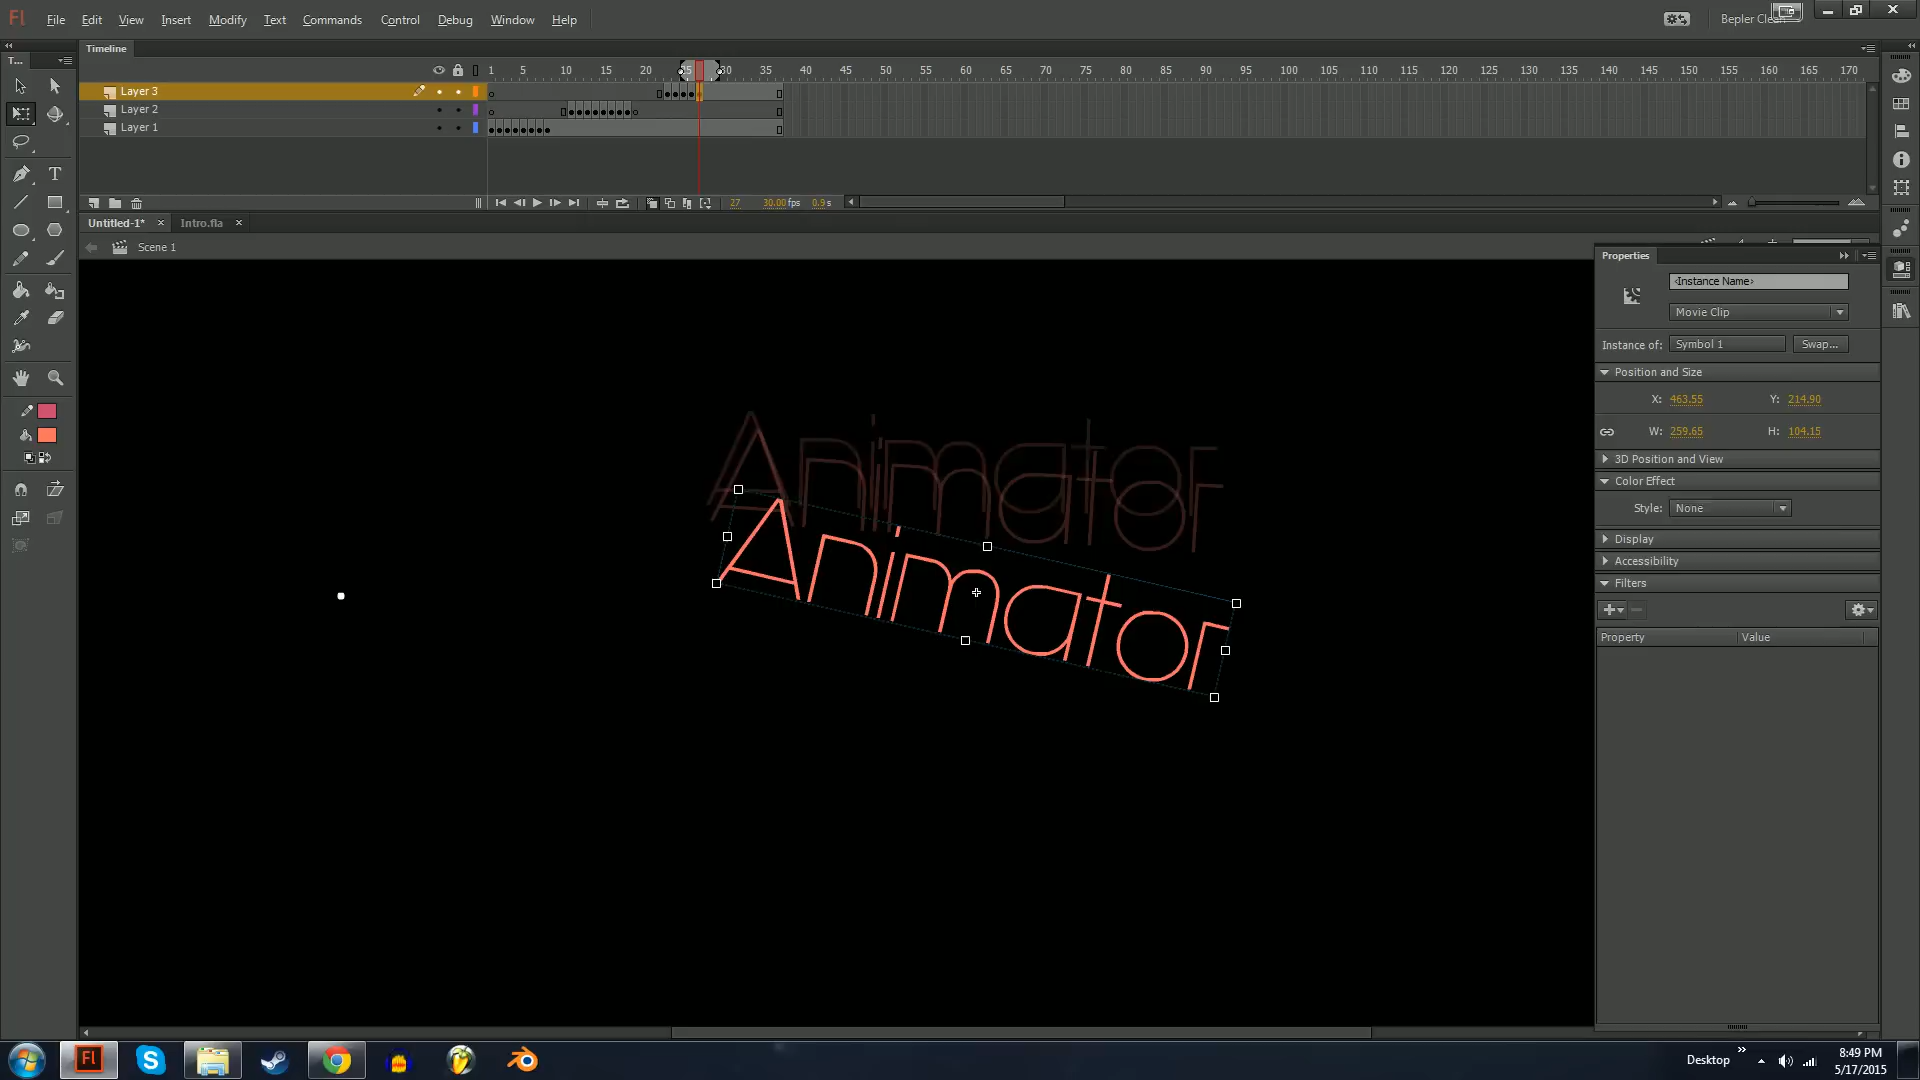 Fl File Edit View Insert Modify Text Commands Control Debug Window Help
Timeline
T...
1 5 10 15 20 25 30 35 40 45 50 55 60 65 70 75 80 85 90 95 100 105 110 115 120 125 130 135 140 145 150 155 160 165 170
Layer 3
Layer 2
Layer 1
27 30.00 fps 0.9 s
Untitled-1* × Intro.fla ×
Scene 1
Properties
<Instance Name>
Movie Clip
Instance of: Symbol 1 Swap...
Position and Size
X: 463.55 Y: 214.90
W: 259.65 H: 104.15
3D Position and View
Color Effect
Style: None
Display
Accessibility
Filters
Property Value
Animator
Animator
Animator
Fl
Desktop
8:49 PM
5/17/2015